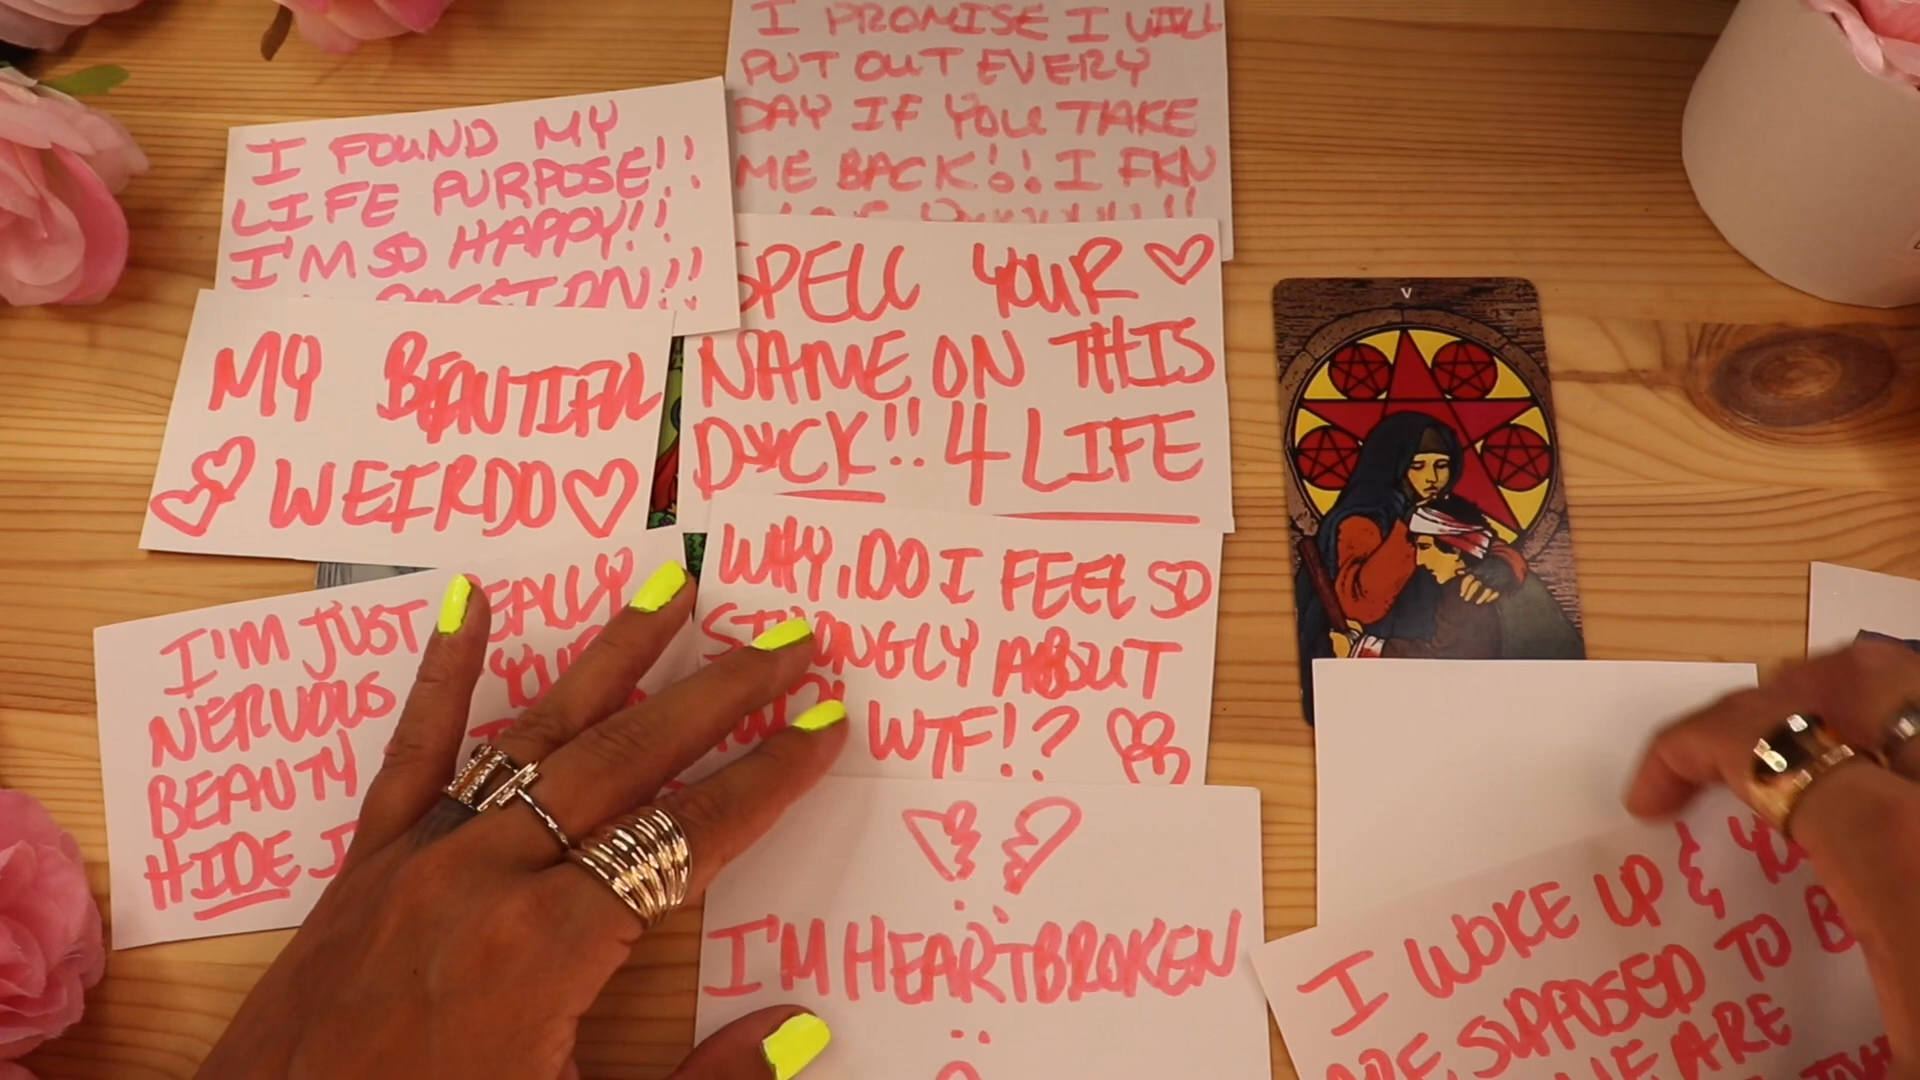 I PROMISE I WILL
PUT OUT EVERY
DAY IF YOU TAKE
ME BACK!! I FKN
I FOUND MY
LIFE PURPOSE!!
I'M SO HAPPY!!
SPELL YOUR
NAME ON THIS
D*CK!! 4 LIFE
MY BEAUTIFUL
WEIRDO
V
I'M JUST REALLY
NERVOUS
BEAUTY
HIDE
WHY, DO I FEEL SO
STRONGLY ABOUT
WTF!?
I'M HEARTBROKEN
I WOKE UP &
SUPPOSED TO
ARE